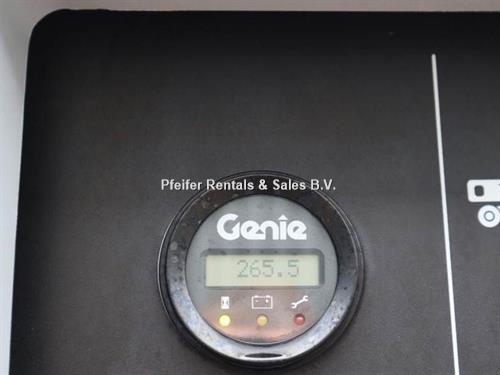 Pfeifer Rentals & Sales B.V.
Genie
265.5